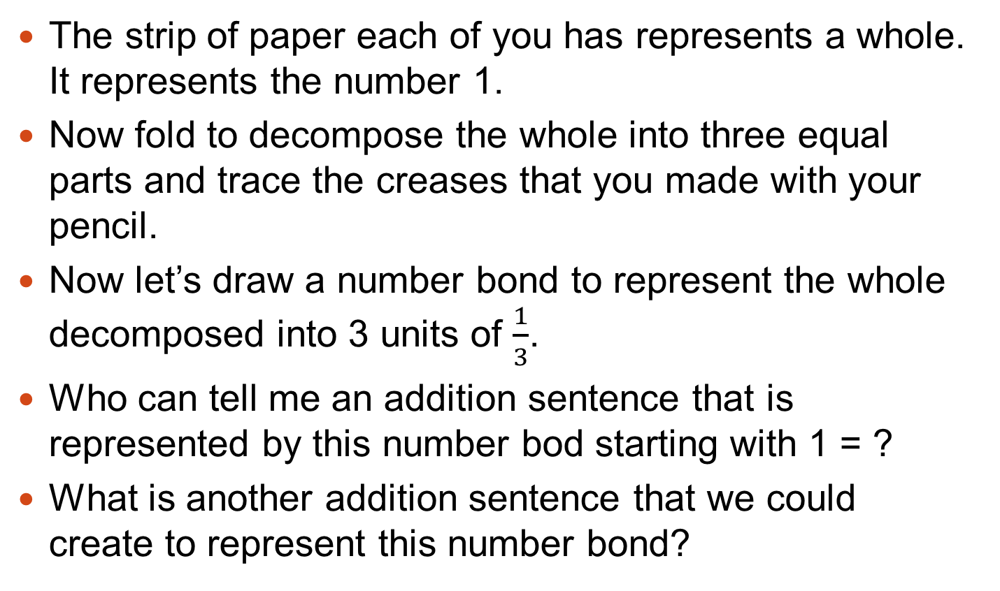 • The strip of paper each of you has represents a whole.
It represents the number 1.
• Now fold to decompose the whole into three equal
parts and trace the creases that you made with your
pencil.
• Now let’s draw a number bond to represent the whole
decomposed into 3 units of 1/3.
• Who can tell me an addition sentence that is
represented by this number bod starting with 1 = ?
• What is another addition sentence that we could
create to represent this number bond?